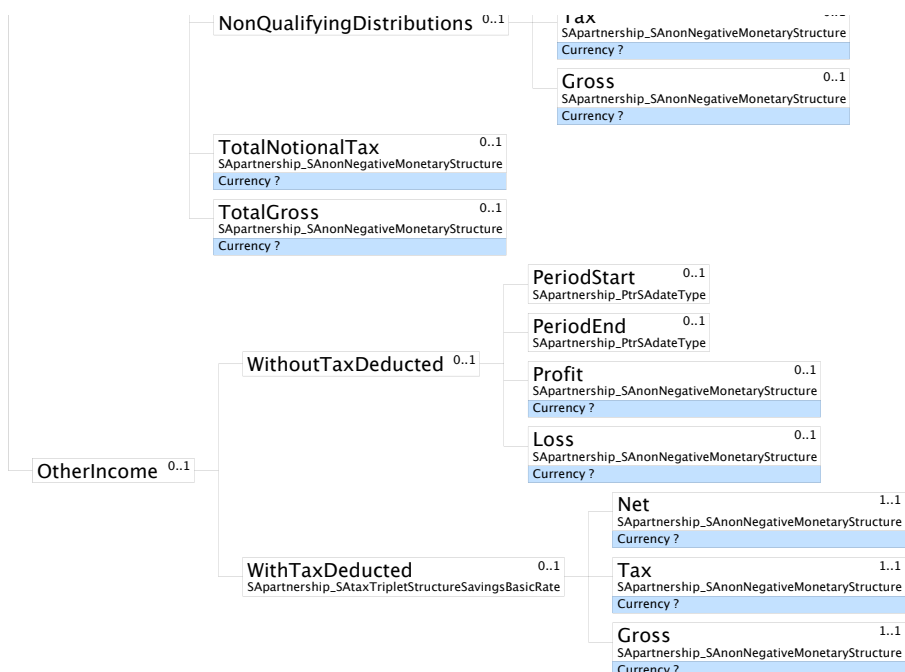 NonQualifyingDistributions 0..1
Tax 0..1
SApartnership_SAnonNegativeMonetaryStructure
Currency ?
Gross 0..1
SApartnership_SAnonNegativeMonetaryStructure
Currency ?
TotalNotionalTax 0..1
SApartnership_SAnonNegativeMonetaryStructure
Currency ?
TotalGross 0..1
SApartnership_SAnonNegativeMonetaryStructure
Currency ?
PeriodStart 0..1
SApartnership_PtrSAdateType
PeriodEnd 0..1
SApartnership_PtrSAdateType
WithoutTaxDeducted 0..1
Profit 0..1
SApartnership_SAnonNegativeMonetaryStructure
Currency ?
Loss 0..1
SApartnership_SAnonNegativeMonetaryStructure
Currency ?
OtherIncome 0..1
Net 1..1
SApartnership_SAnonNegativeMonetaryStructure
Currency ?
WithTaxDeducted 0..1
SApartnership_SAtaxTripletStructureSavingsBasicRate
Tax 1..1
SApartnership_SAnonNegativeMonetaryStructure
Currency ?
Gross 1..1
SApartnership_SAnonNegativeMonetaryStructure
Currency ?